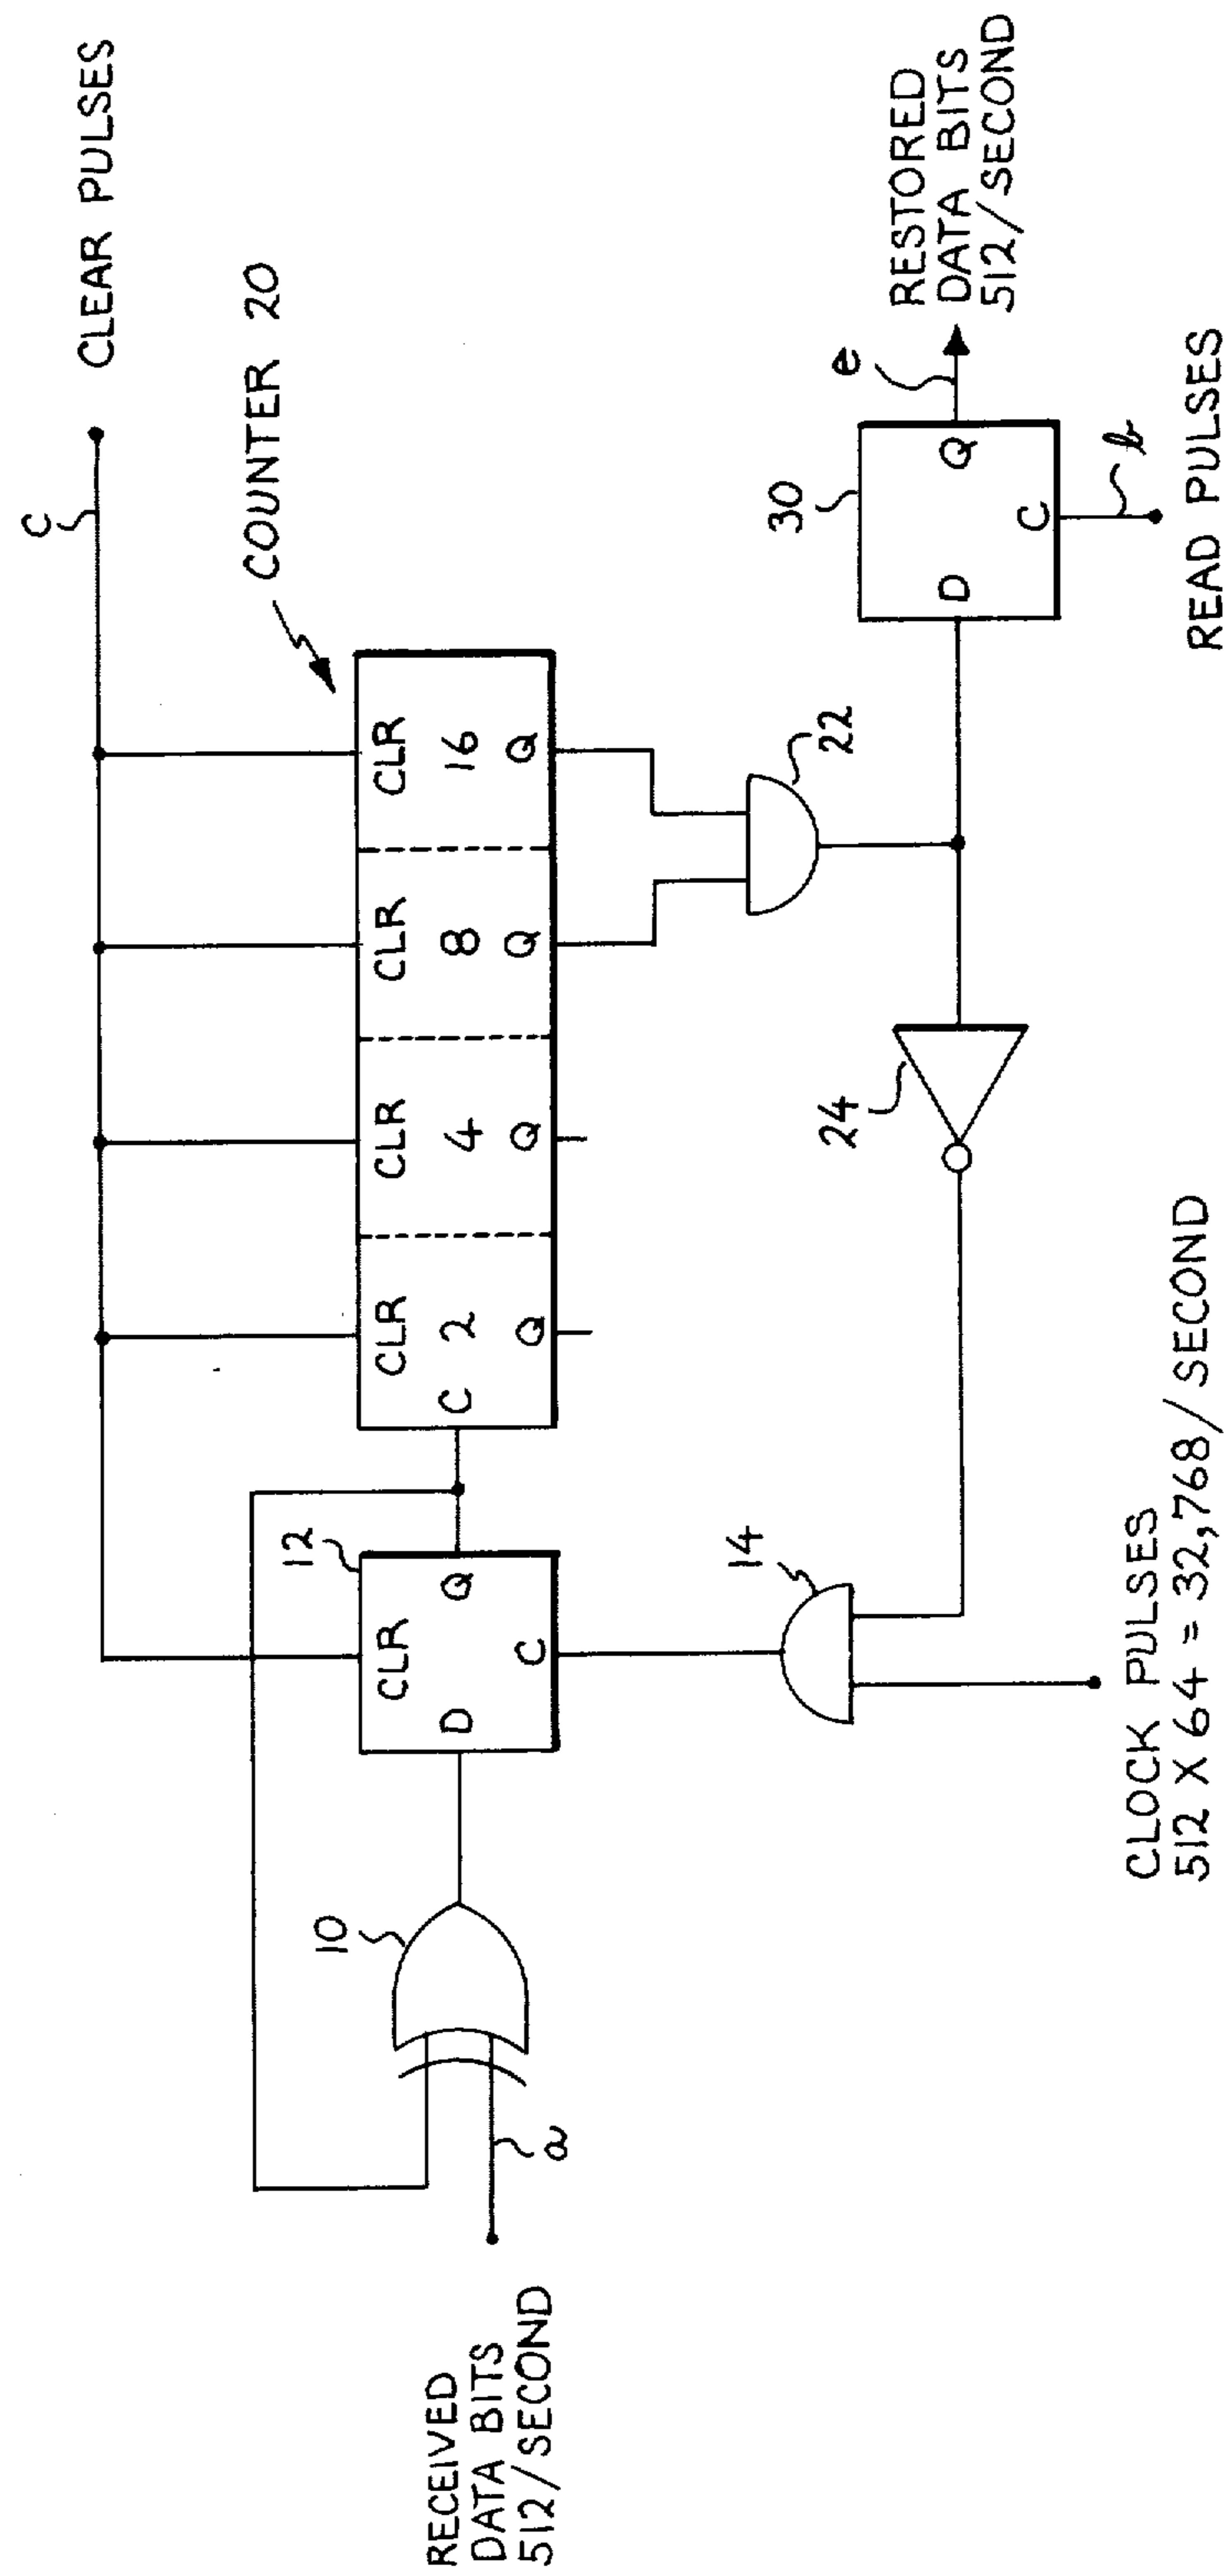 CLEAR PULSES
C
COUNTER 20
CLR CLR CLR CLR
2 4 8 16
C
Q Q Q Q
12
CLR
D Q
C
10
a
RECEIVED
DATA BITS
512/SECOND
14
22
24
30
D Q
C
e
b
RESTORED
DATA BITS
512/SECOND
READ PULSES
CLOCK PULSES
512 X 64 = 32,768/SECOND